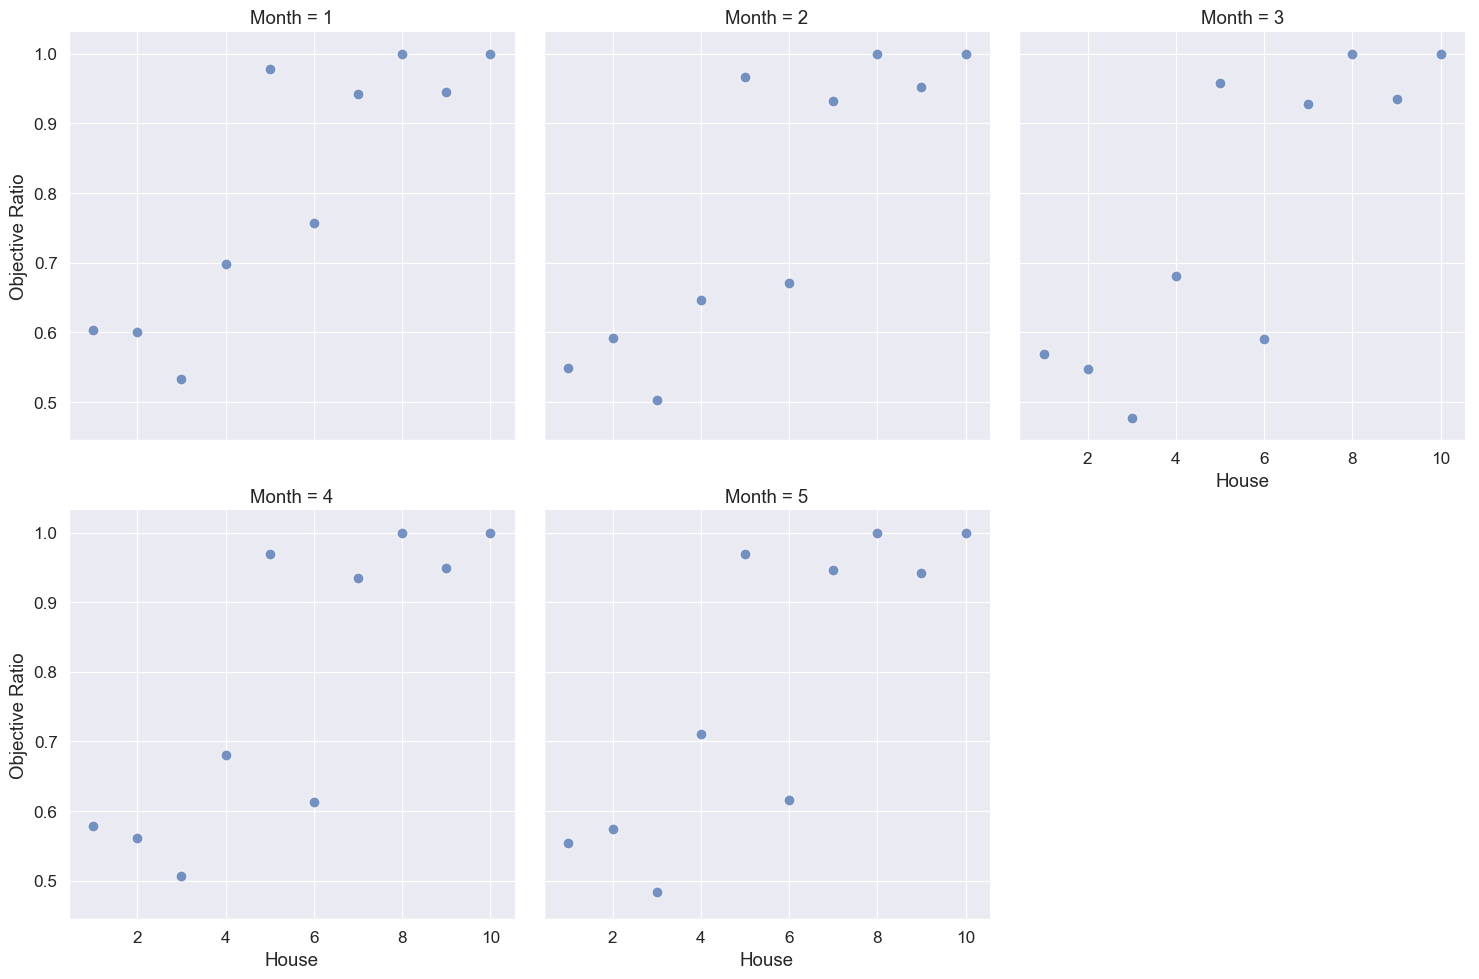 Month = 1
Month = 2
Month = 3
1.0
0.9
0.8
0.7
0.6
0.5
Objective Ratio
2 4 6 8 10
House
Month = 4
Month = 5
1.0
0.9
0.8
0.7
0.6
0.5
Objective Ratio
2 4 6 8 10
House
2 4 6 8 10
House